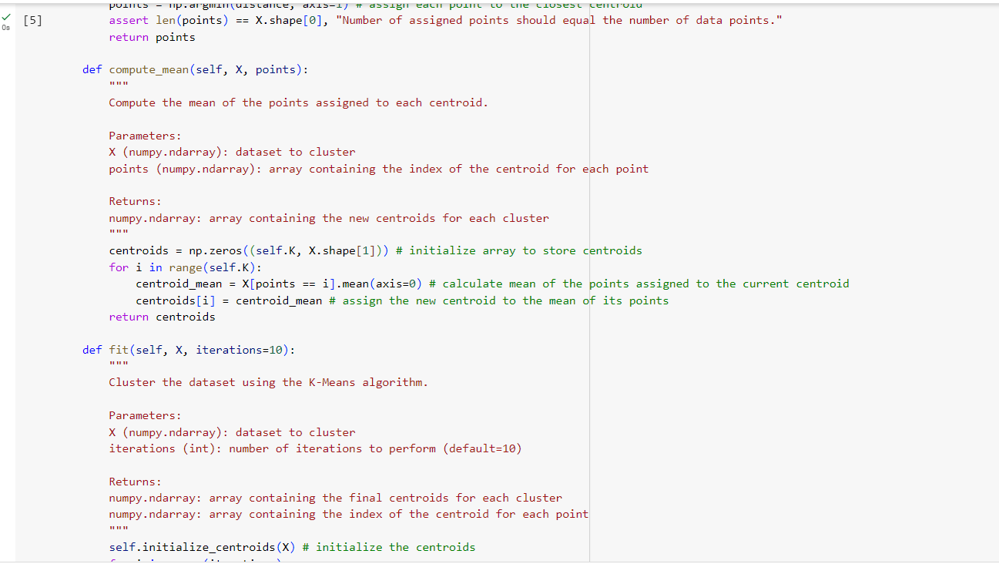 points = np.argmin(distance, axis=1) # assign each point to the closest centroid
[5] assert len(points) == X.shape[0], "Number of assigned points should equal the number of data points."
0s
return points
def compute_mean(self, X, points):
"""
Compute the mean of the points assigned to each centroid.
Parameters:
X (numpy.ndarray): dataset to cluster
points (numpy.ndarray): array containing the index of the centroid for each point
Returns:
numpy.ndarray: array containing the new centroids for each cluster
"""
centroids = np.zeros((self.K, X.shape[1])) # initialize array to store centroids
for i in range(self.K):
centroid_mean = X[points == i].mean(axis=0) # calculate mean of the points assigned to the current centroid
centroids[i] = centroid_mean # assign the new centroid to the mean of its points
return centroids
def fit(self, X, iterations=10):
"""
Cluster the dataset using the K-Means algorithm.
Parameters:
X (numpy.ndarray): dataset to cluster
iterations (int): number of iterations to perform (default=10)
Returns:
numpy.ndarray: array containing the final centroids for each cluster
numpy.ndarray: array containing the index of the centroid for each point
"""
self.initialize_centroids(X) # initialize the centroids